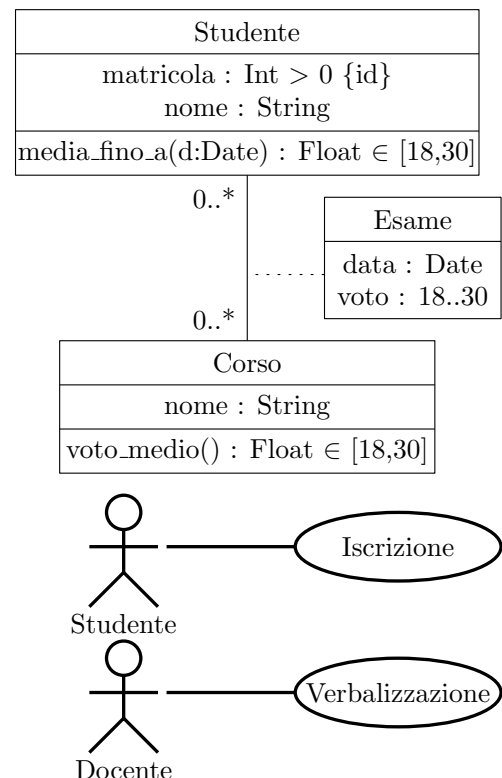 Studente
matricola : Int > 0 {id}
nome : String
media_fino_a(d:Date) : Float ∈ [18,30]
0..*
Esame
data : Date
voto : 18..30
0..*
Corso
nome : String
voto_medio() : Float ∈ [18,30]
Iscrizione
Studente
Verbalizzazione
Docente